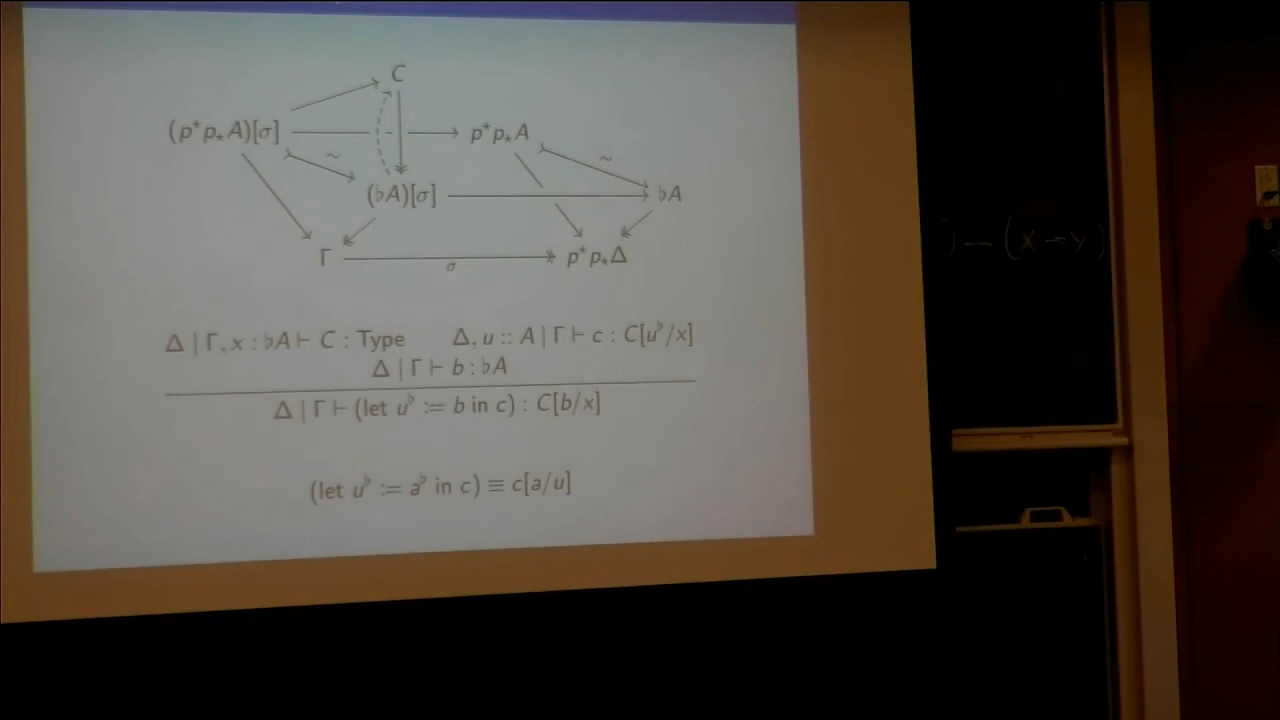 C
(p*p⁎A)[σ] p*p⁎A
~ ~
(♭A)[σ] ♭A
Γ p*p⁎Δ
σ
Δ | Γ, x : ♭A ⊢ C : Type Δ, u :: A | Γ ⊢ c : C[u♭/x]
Δ | Γ ⊢ b : ♭A
Δ | Γ ⊢ (let u♭ := b in c) : C[b/x]
(let u♭ := a♭ in c) ≡ c[a/u]
) — (X → Y)